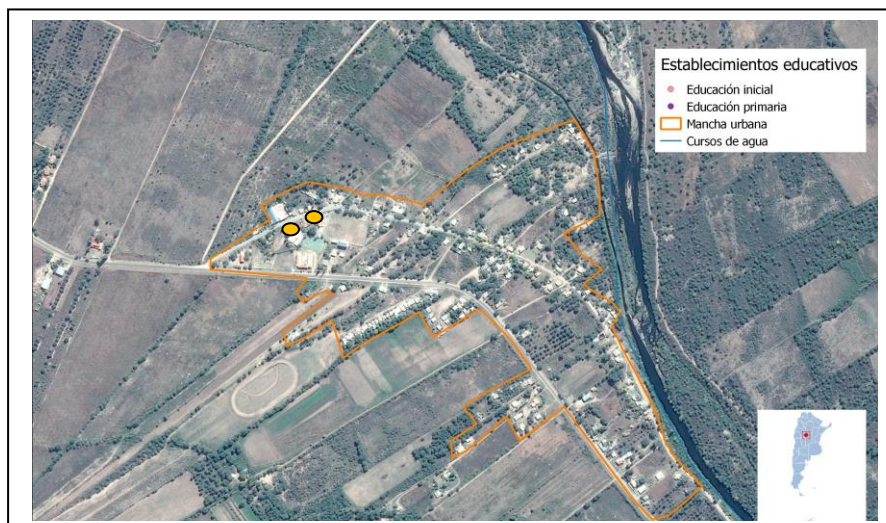 Establecimientos educativos
Educación inicial
Educación primaria
Mancha urbana
Cursos de agua